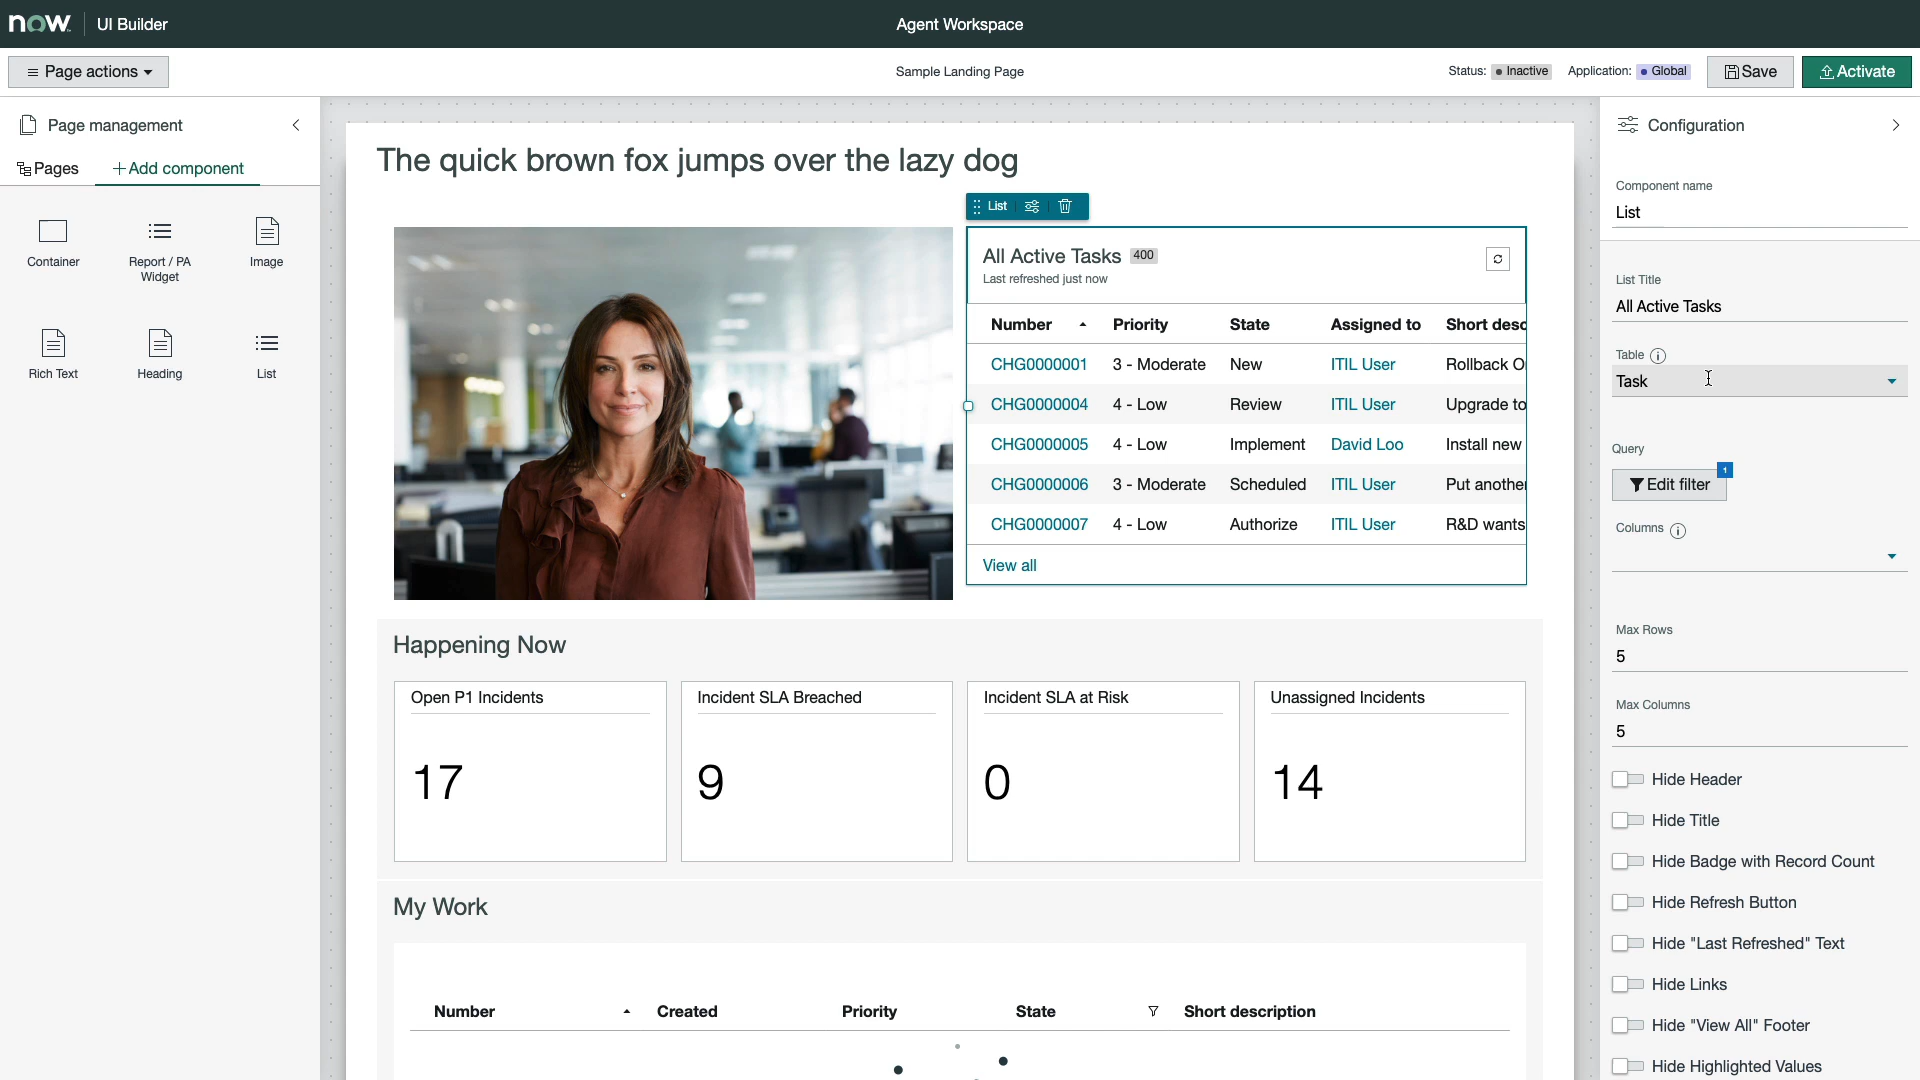 now UI Builder Agent Workspace
Page actions Sample Landing Page Status: Inactive Application: Global Save Activate
Page management
Pages Add component
Container Report / PA Widget Image
Rich Text Heading List
The quick brown fox jumps over the lazy dog
List
All Active Tasks 400
Last refreshed just now
Number Priority State Assigned to Short desc
CHG0000001 3 - Moderate New ITIL User Rollback O
CHG0000004 4 - Low Review ITIL User Upgrade to
CHG0000005 4 - Low Implement David Loo Install new
CHG0000006 3 - Moderate Scheduled ITIL User Put another
CHG0000007 4 - Low Authorize ITIL User R&D wants
View all
Happening Now
Open P1 Incidents Incident SLA Breached Incident SLA at Risk Unassigned Incidents
17 9 0 14
My Work
Number Created Priority State Short description
Configuration
Component name
List
List Title
All Active Tasks
Table
Task
Query
1
Edit filter
Columns
Max Rows
5
Max Columns
5
Hide Header
Hide Title
Hide Badge with Record Count
Hide Refresh Button
Hide "Last Refreshed" Text
Hide Links
Hide "View All" Footer
Hide Highlighted Values